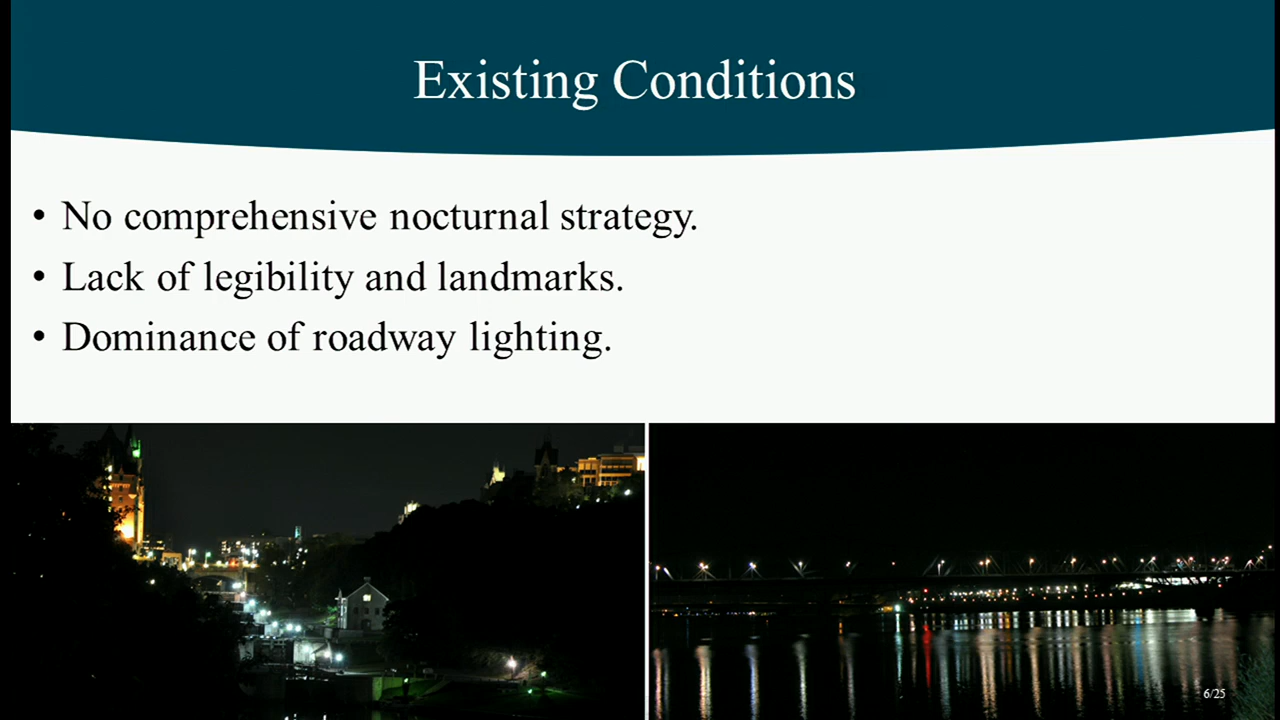 Existing Conditions
• No comprehensive nocturnal strategy.
• Lack of legibility and landmarks.
• Dominance of roadway lighting.
6/25